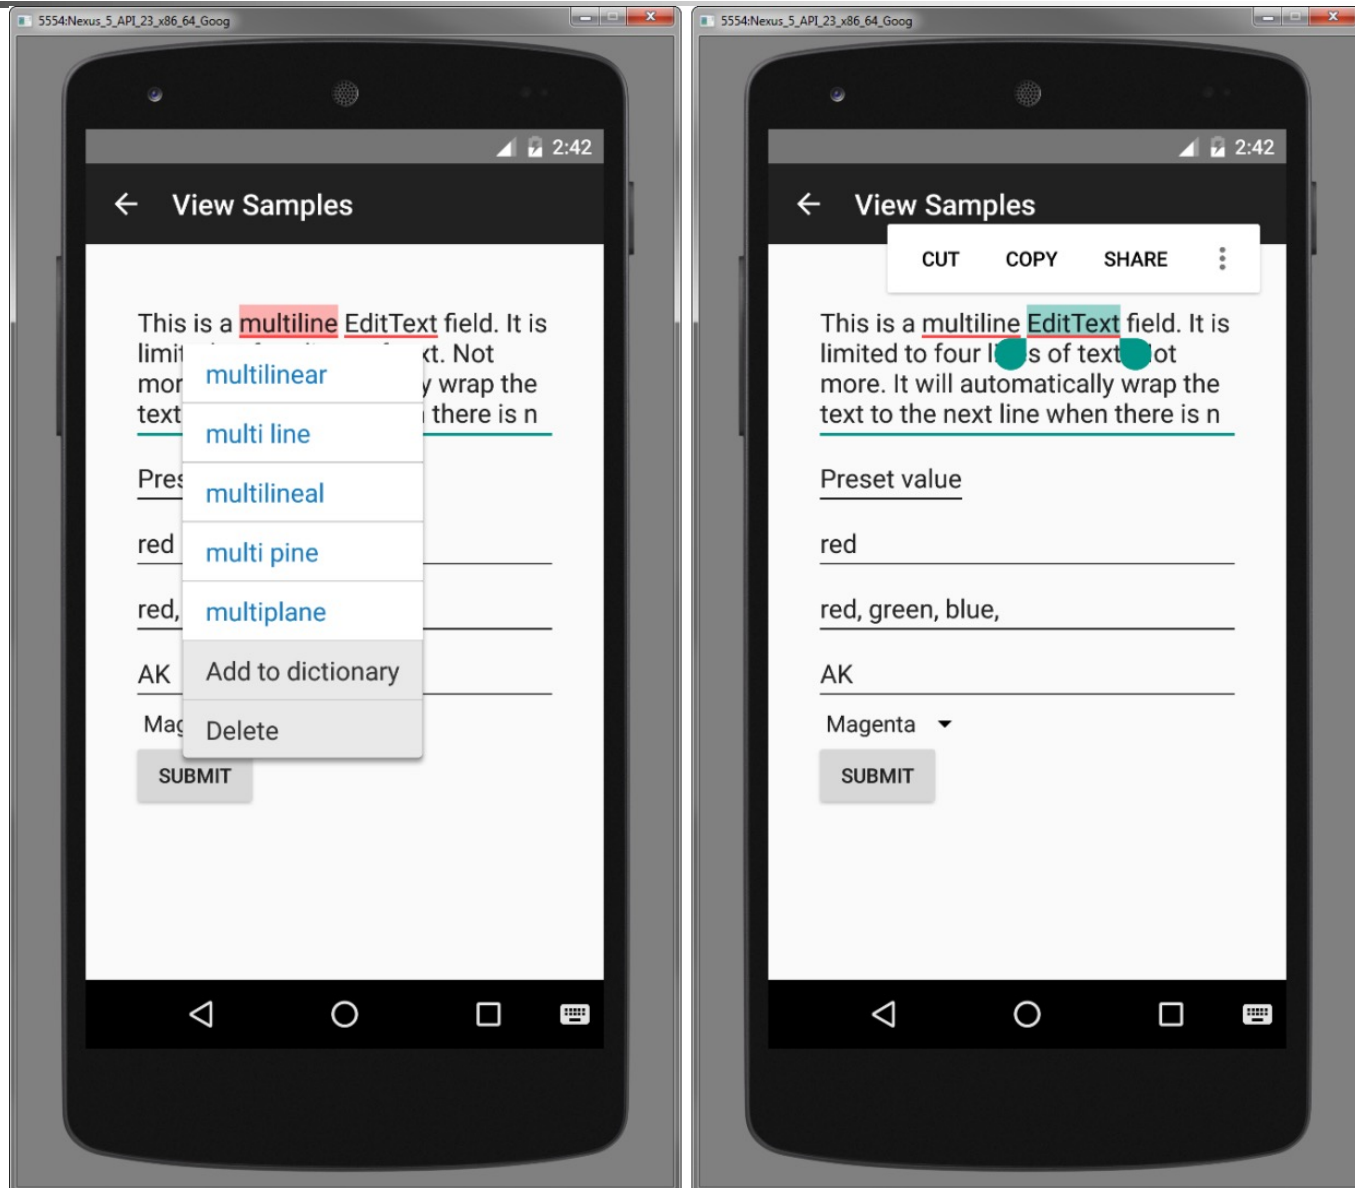 5554:Nexus_5_API_23_x86_64_Goog
2:42
View Samples
This is a multiline EditText field. It is
limit xt. Not
mor y wrap the
text there is n
multilinear
multi line
multilineal
multi pine
multiplane
Add to dictionary
Delete
Pres
red
red,
AK
Mag
SUBMIT
5554:Nexus_5_API_23_x86_64_Goog
2:42
View Samples
CUT COPY SHARE
This is a multiline EditText field. It is
limited to four li s of text ot
more. It will automatically wrap the
text to the next line when there is n
Preset value
red
red, green, blue,
AK
Magenta
SUBMIT